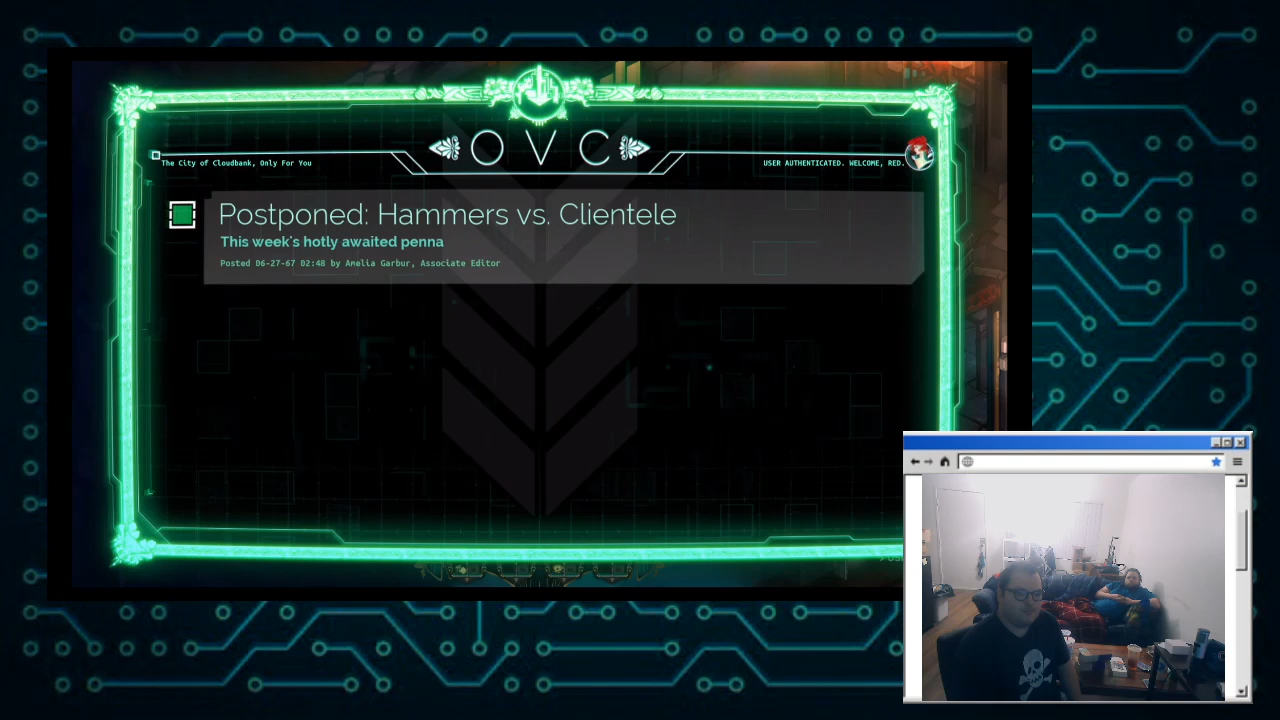 OVC
The City of Cloudbank, Only For You
USER AUTHENTICATED. WELCOME, RED.
Postponed: Hammers vs. Clientele
This week's hotly awaited penna
Posted 06-27-67 02:48 by Amelia Garbur, Associate Editor